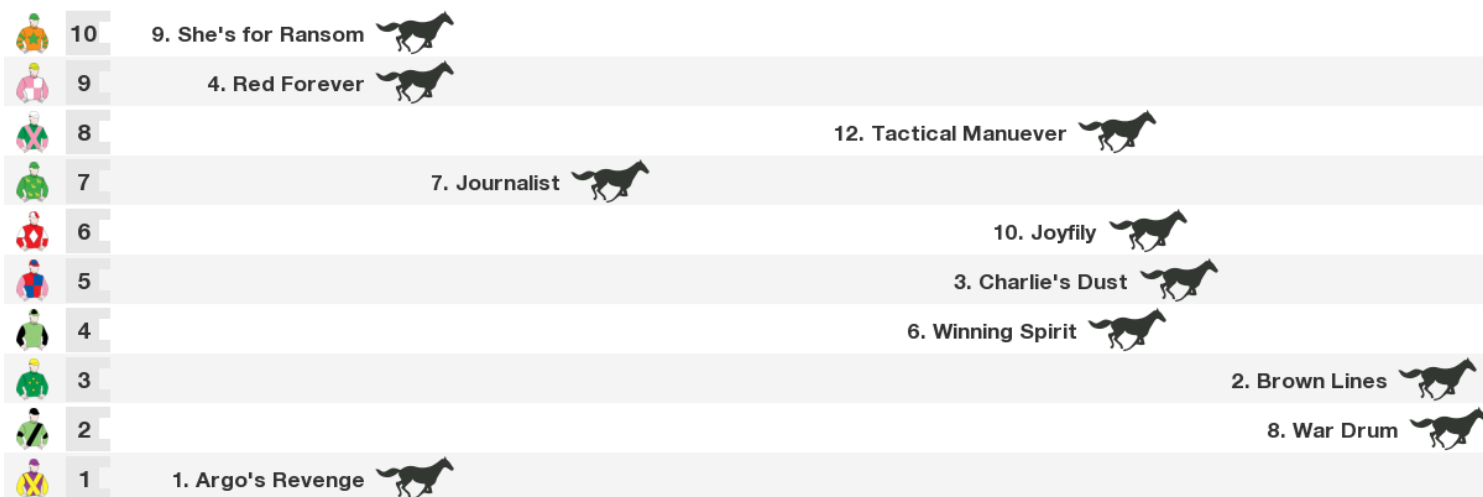 10 9. She's for Ransom
9 4. Red Forever
8 12. Tactical Manuever
7 7. Journalist
6 10. Joyfily
5 3. Charlie's Dust
4 6. Winning Spirit
3 2. Brown Lines
2 8. War Drum
1 1. Argo's Revenge